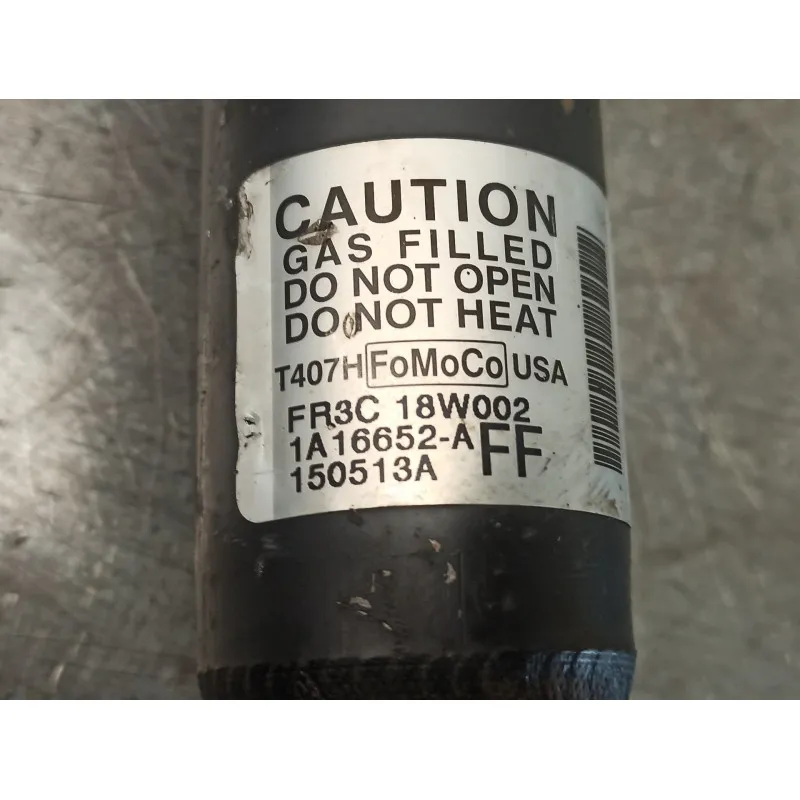 CAUTION
GAS FILLED
DO NOT OPEN
DO NOT HEAT
T407H FoMoCo USA
FR3C 18W002
1A16652-A FF
150513A